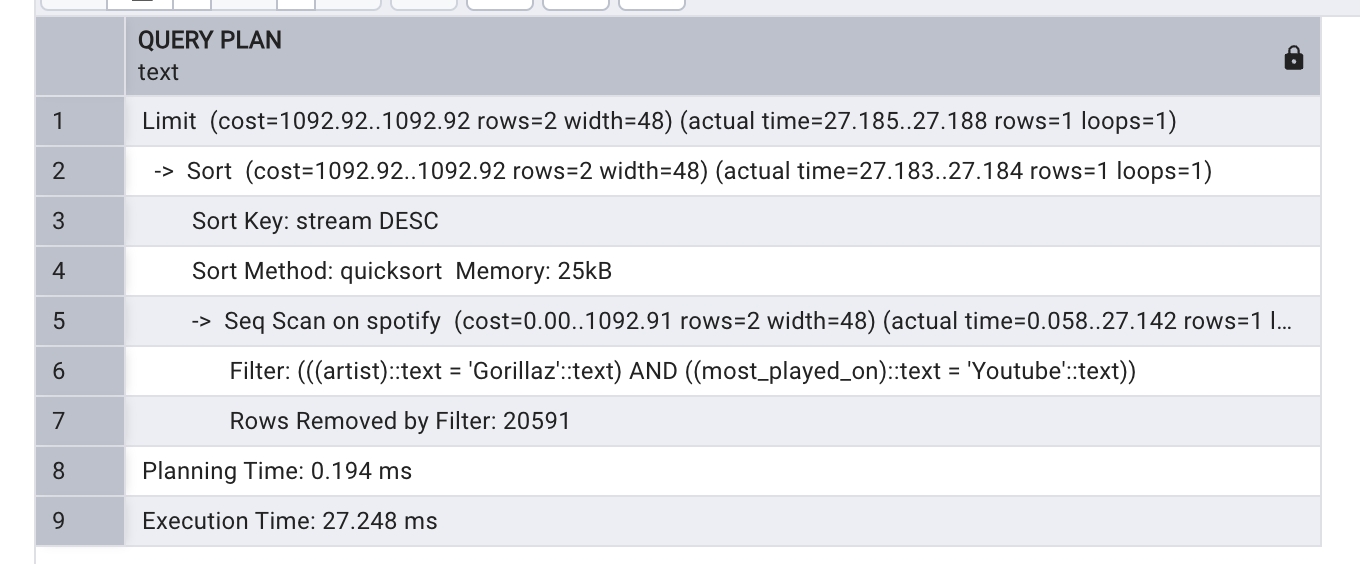 QUERY PLAN
text
1 Limit  (cost=1092.92..1092.92 rows=2 width=48) (actual time=27.185..27.188 rows=1 loops=1)
2 ->  Sort  (cost=1092.92..1092.92 rows=2 width=48) (actual time=27.183..27.184 rows=1 loops=1)
3 Sort Key: stream DESC
4 Sort Method: quicksort  Memory: 25kB
5 ->  Seq Scan on spotify  (cost=0.00..1092.91 rows=2 width=48) (actual time=0.058..27.142 rows=1 l...
6 Filter: (((artist)::text = 'Gorillaz'::text) AND ((most_played_on)::text = 'Youtube'::text))
7 Rows Removed by Filter: 20591
8 Planning Time: 0.194 ms
9 Execution Time: 27.248 ms